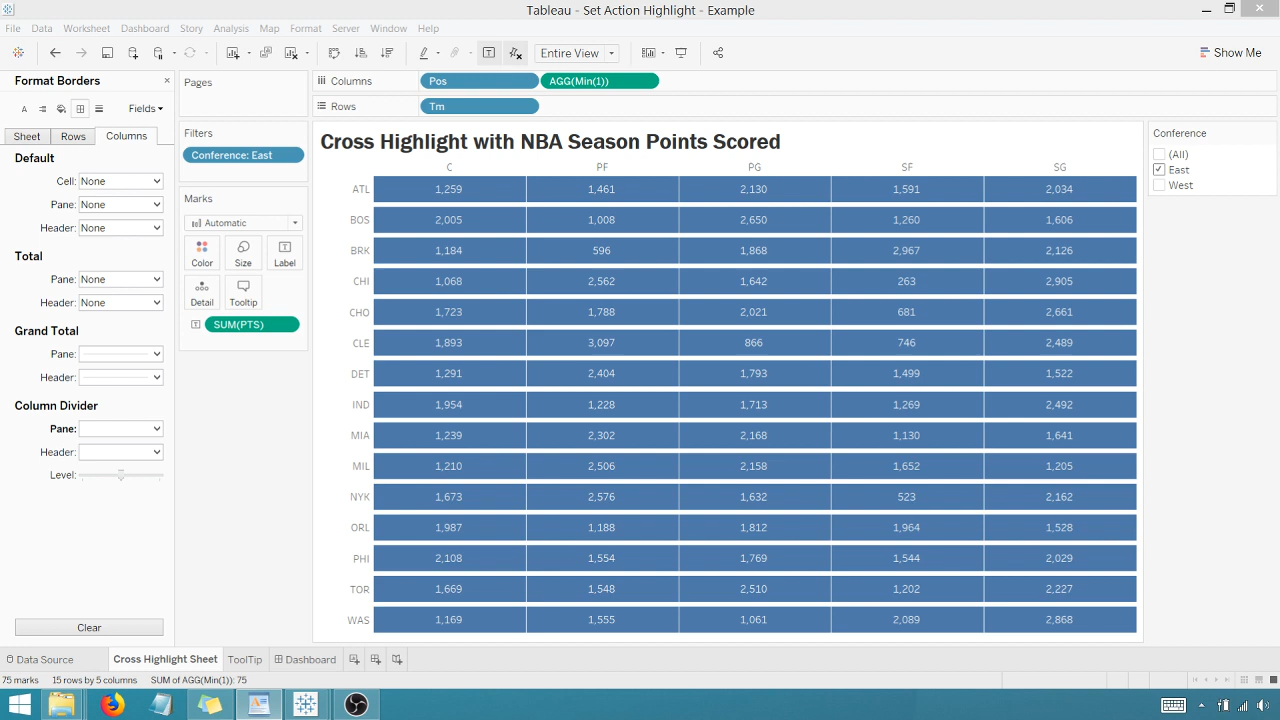 Tableau - Set Action Highlight - Example
File Data Worksheet Dashboard Story Analysis Map Format Server Window Help
Entire View
Show Me
Format Borders
Fields
Sheet Rows Columns
Default
Cell: None
Pane: None
Header: None
Total
Pane: None
Header: None
Grand Total
Pane:
Header:
Column Divider
Pane:
Header:
Level:
Clear
Pages
Filters
Conference: East
Marks
Automatic
Color Size Label
Detail Tooltip
SUM(PTS)
Columns Pos AGG(Min(1))
Rows Tm
Cross Highlight with NBA Season Points Scored
C PF PG SF SG
ATL 1,259 1,461 2,130 1,591 2,034
BOS 2,005 1,008 2,650 1,260 1,606
BRK 1,184 596 1,868 2,967 2,126
CHI 1,068 2,562 1,642 263 2,905
CHO 1,723 1,788 2,021 681 2,661
CLE 1,893 3,097 866 746 2,489
DET 1,291 2,404 1,793 1,499 1,522
IND 1,954 1,228 1,713 1,269 2,492
MIA 1,239 2,302 2,168 1,130 1,641
MIL 1,210 2,506 2,158 1,652 1,205
NYK 1,673 2,576 1,632 523 2,162
ORL 1,987 1,188 1,812 1,964 1,528
PHI 2,108 1,554 1,769 1,544 2,029
TOR 1,669 1,548 2,510 1,202 2,227
WAS 1,169 1,555 1,061 2,089 2,868
Conference
(All)
East
West
Data Source Cross Highlight Sheet ToolTip Dashboard
75 marks 15 rows by 5 columns SUM of AGG(Min(1)): 75